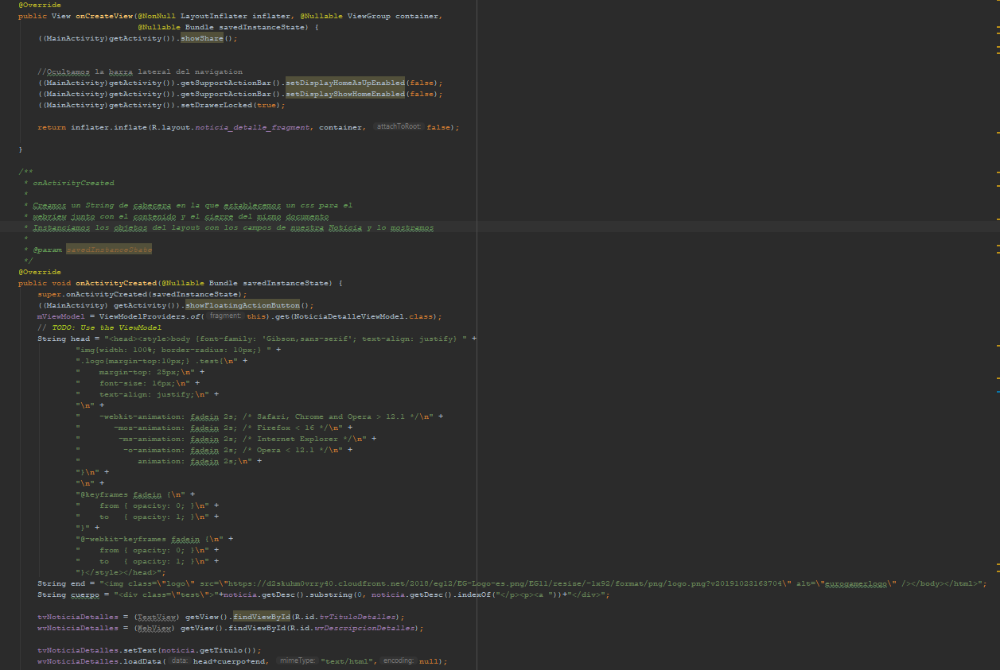 @Override
public View onCreateView(@NonNull LayoutInflater inflater, @Nullable ViewGroup container,
@Nullable Bundle savedInstanceState) {
((MainActivity)getActivity()).showShare();
//Ocultamos la barra lateral del navigation
((MainActivity)getActivity()).getSupportActionBar().setDisplayHomeAsUpEnabled(false);
((MainActivity)getActivity()).getSupportActionBar().setDisplayShowHomeEnabled(false);
((MainActivity)getActivity()).setDrawerLocked(true);
return inflater.inflate(R.layout.noticia_detalle_fragment, container, attachToRoot: false);
}
/**
* onActivityCreated
*
* Creamos un String de cabecera en la que establecemos un css para el
* webview junto con el contenido y el cierre del mismo documento
* Instanciamos los objetos del layout con los campos de nuestra Noticia y lo mostramos
*
* @param savedInstanceState
*/
@Override
public void onActivityCreated(@Nullable Bundle savedInstanceState) {
super.onActivityCreated(savedInstanceState);
((MainActivity) getActivity()).showFloatingActionButton();
mViewModel = ViewModelProviders.of( fragment: this).get(NoticiaDetalleViewModel.class);
// TODO: Use the ViewModel
String head = "<head><style>body {font-family: 'Gibson,sans-serif'; text-align: justify} " +
"img{width: 100%; border-radius: 10px;} " +
".logo{margin-top:10px;} .test{\n" +
"    margin-top: 25px;\n" +
"    font-size: 16px;\n" +
"    text-align: justify;\n" +
"\n" +
"    -webkit-animation: fadein 2s; /* Safari, Chrome and Opera > 12.1 */\n" +
"       -moz-animation: fadein 2s; /* Firefox < 16 */\n" +
"        -ms-animation: fadein 2s; /* Internet Explorer */\n" +
"         -o-animation: fadein 2s; /* Opera < 12.1 */\n" +
"            animation: fadein 2s;\n" +
"}\n" +
"\n" +
"@keyframes fadein {\n" +
"    from { opacity: 0; }\n" +
"    to   { opacity: 1; }\n" +
"}" +
"@-webkit-keyframes fadein {\n" +
"    from { opacity: 0; }\n" +
"    to   { opacity: 1; }\n" +
"}</style></head>";
String end = "<img class=\"logo\" src=\"https://d2skuhm0vrry40.cloudfront.net/2018/eg12/EG-Logo-es.png/EG11/resize/-1x92/format/png/logo.png?v20191023163704\" alt=\"eurogamerlogo\" /></body></html>";
String cuerpo = "<div class=\"test\">"+noticia.getDesc().substring(0, noticia.getDesc().indexOf("</p><p><a "))+"</div>";
tvNoticiaDetalles = (TextView) getView().findViewById(R.id.tvTituloDetalles);
wvNoticiaDetalles = (WebView) getView().findViewById(R.id.wvDescripcionDetalles);
tvNoticiaDetalles.setText(noticia.getTitulo());
wvNoticiaDetalles.loadData( data: head+cuerpo+end, mimeType: "text/html", encoding: null);